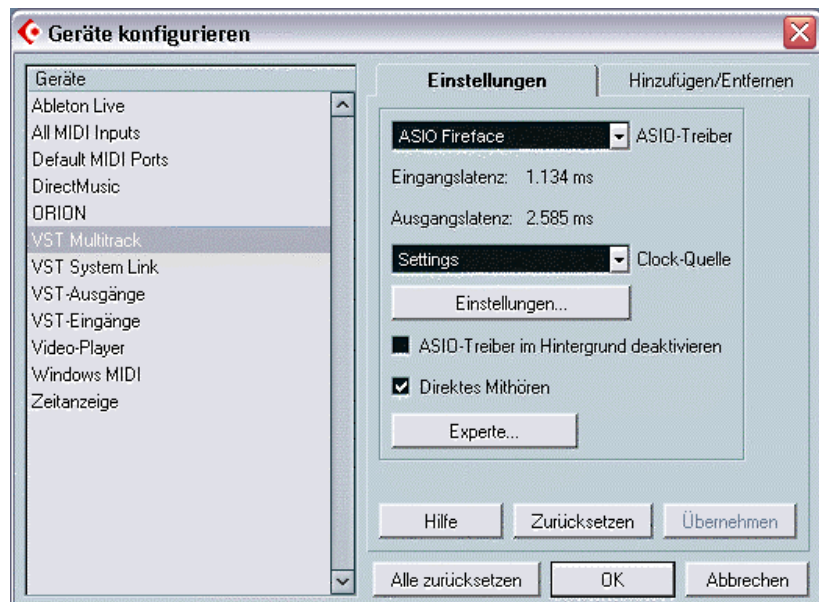 Geräte konfigurieren
Geräte
Ableton Live
All MIDI Inputs
Default MIDI Ports
DirectMusic
ORION
VST Multitrack
VST System Link
VST-Ausgänge
VST-Eingänge
Video-Player
Windows MIDI
Zeitanzeige
Einstellungen
Hinzufügen/Entfernen
ASIO Fireface ASIO-Treiber
Eingangslatenz: 1.134 ms
Ausgangslatenz: 2.585 ms
Settings Clock-Quelle
Einstellungen...
ASIO-Treiber im Hintergrund deaktivieren
Direktes Mithören
Experte...
Hilfe Zurücksetzen Übernehmen
Alle zurücksetzen OK Abbrechen